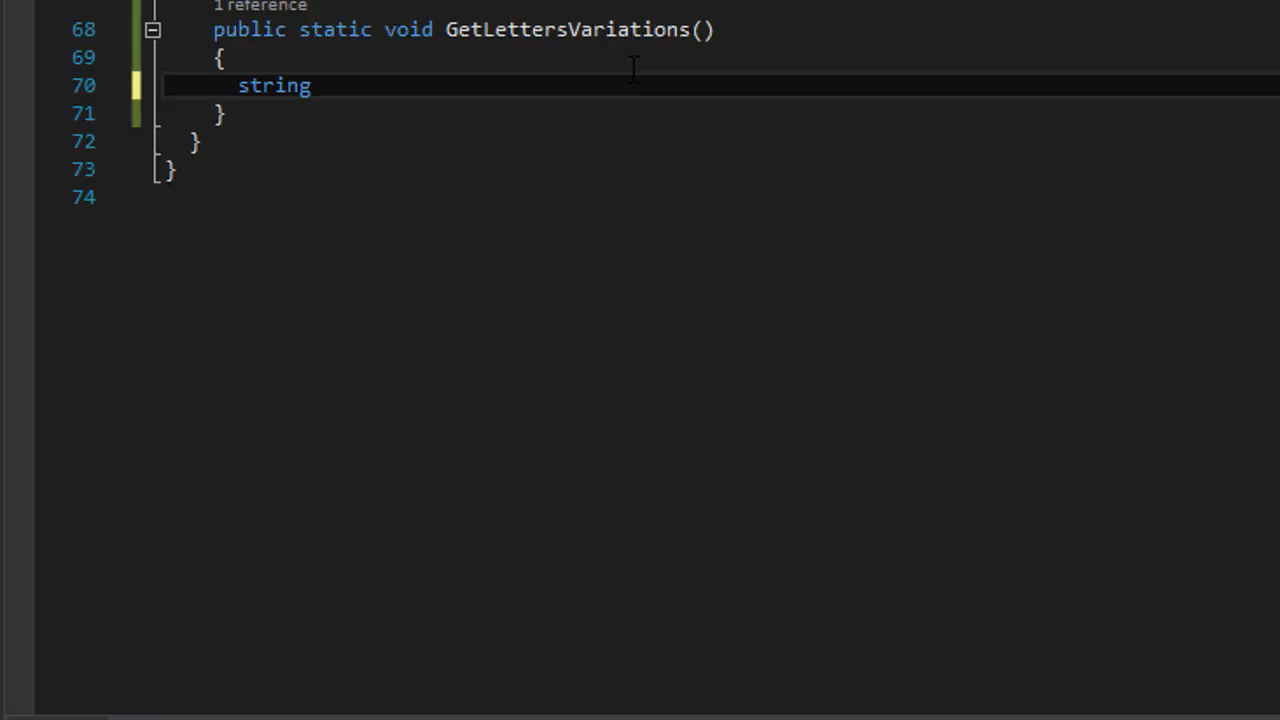 1 reference
68 public static void GetLettersVariations()
69 {
70 string
71 }
72 }
73 }
74